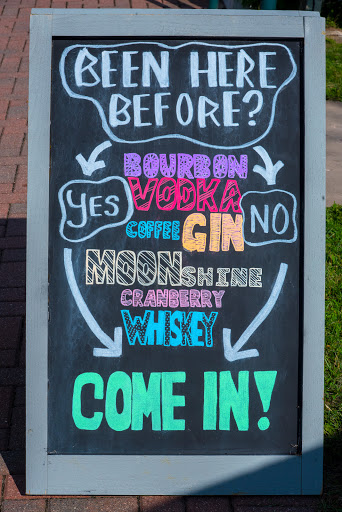 BEEN HERE
BEFORE?
BOURBON
YES
VODKA
COFFEE GIN
NO
MOONSHINE
CRANBERRY
WHISKEY
COME IN!